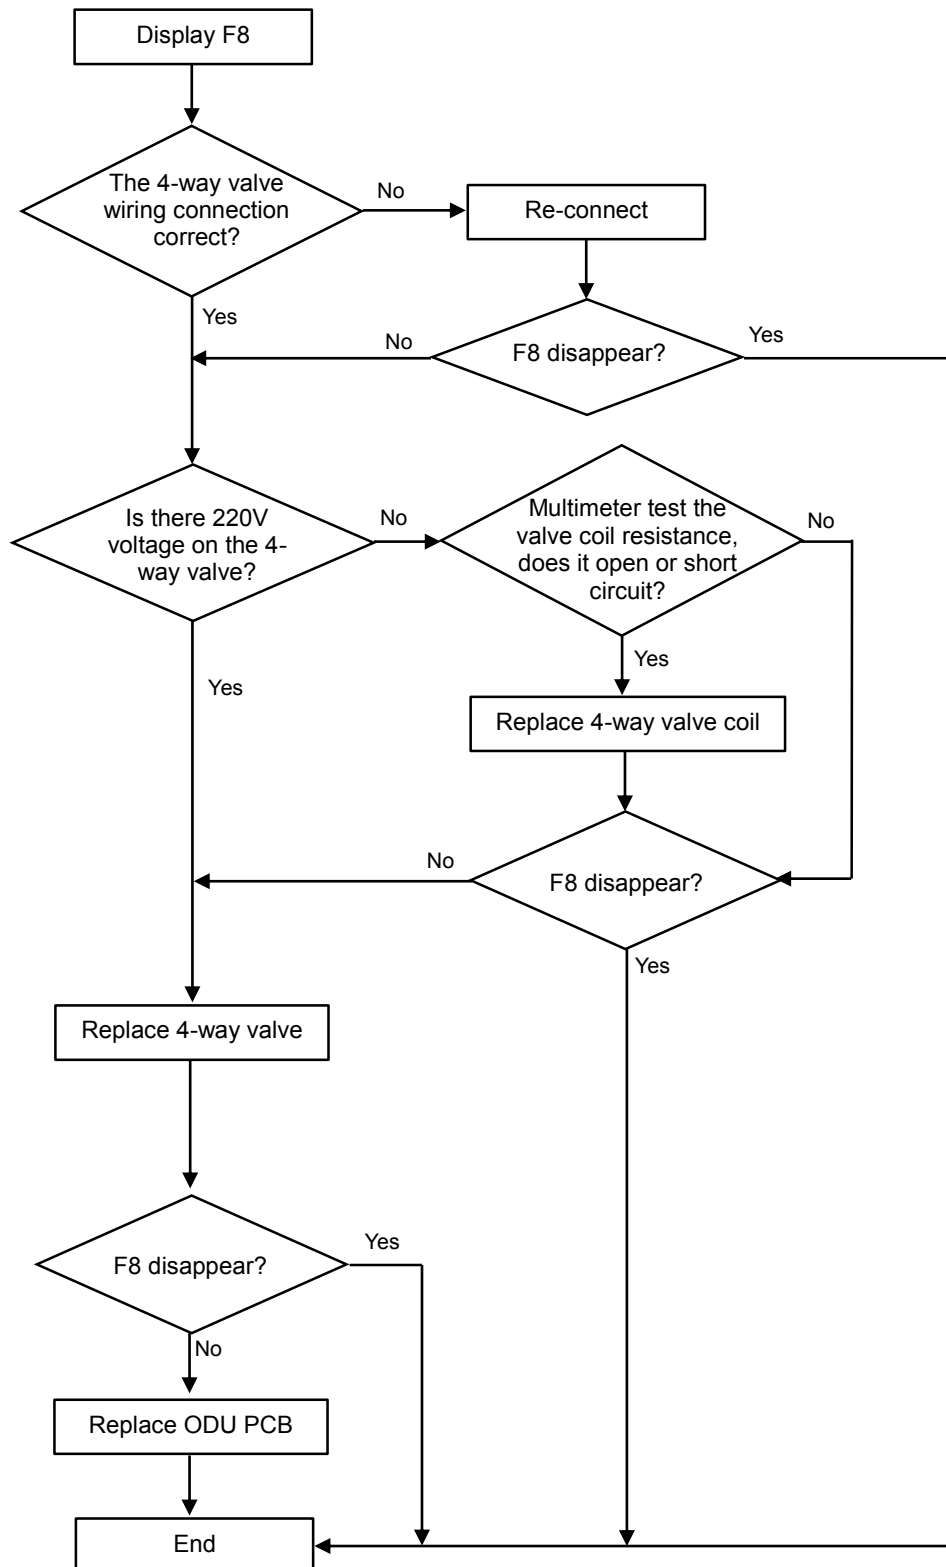 Display F8
The 4-way valve
wiring connection
correct?
No
Re-connect
Yes
No
F8 disappear?
Yes
Is there 220V
voltage on the 4-
way valve?
No
Multimeter test the
valve coil resistance,
does it open or short
circuit?
No
Yes
Yes
Replace 4-way valve coil
No
F8 disappear?
Yes
Replace 4-way valve
F8 disappear?
Yes
No
Replace ODU PCB
End